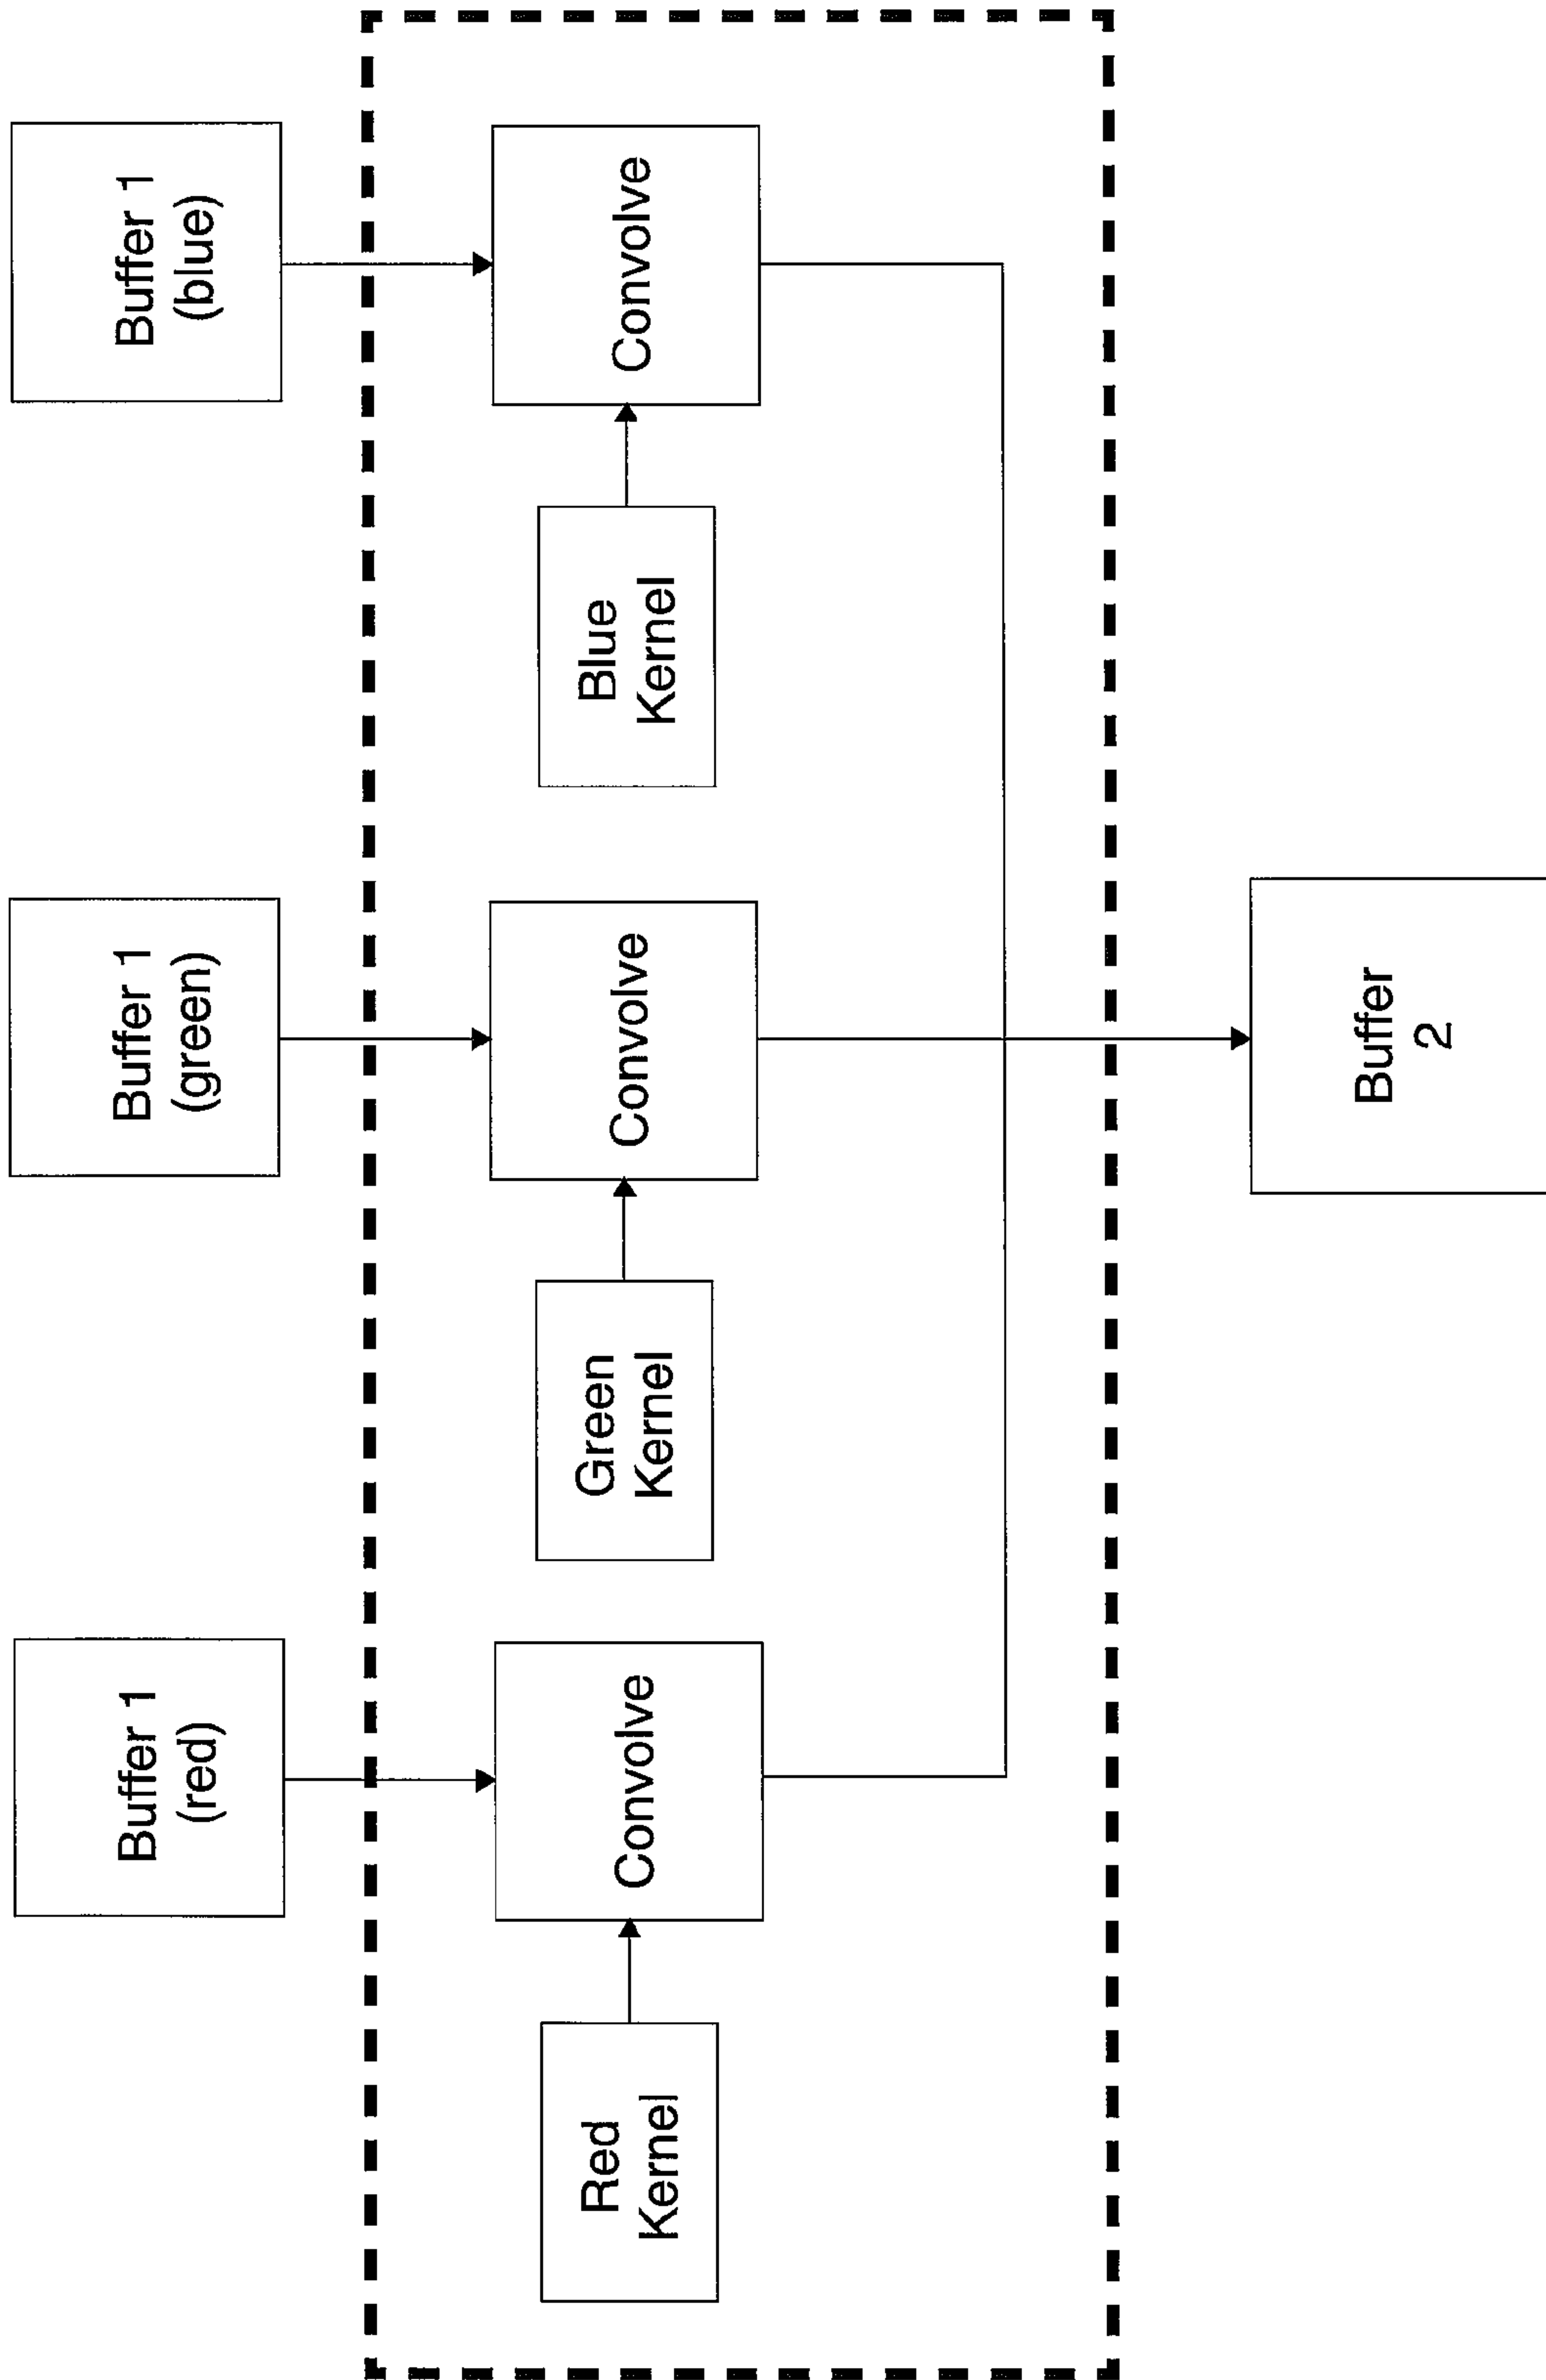 Buffer 1
(red)
Buffer 1
(green)
Buffer 1
(blue)
Red
Kernel
Convolve
Green
Kernel
Convolve
Blue
Kernel
Convolve
Buffer
2